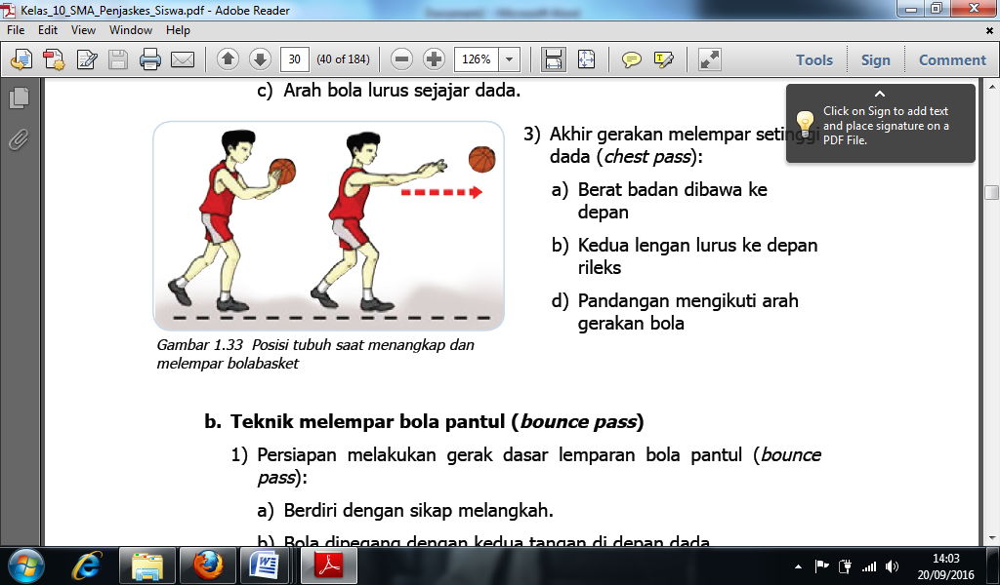 Kelas_10_SMA_Penjaskes_Siswa.pdf - Adobe Reader
File Edit View Window Help
30 (40 of 184) 126% Tools Sign Comment
Click on Sign to add text
and place signature on a
PDF File.
c) Arah bola lurus sejajar dada.
3) Akhir gerakan melempar setinggi
dada (chest pass):
a) Berat badan dibawa ke
depan
b) Kedua lengan lurus ke depan
rileks
d) Pandangan mengikuti arah
gerakan bola
Gambar 1.33 Posisi tubuh saat menangkap dan
melempar bolabasket
b. Teknik melempar bola pantul (bounce pass)
1) Persiapan melakukan gerak dasar lemparan bola pantul (bounce
pass):
a) Berdiri dengan sikap melangkah.
b) Bola dipegang dengan kedua tangan di depan dada
14:03
20/09/2016